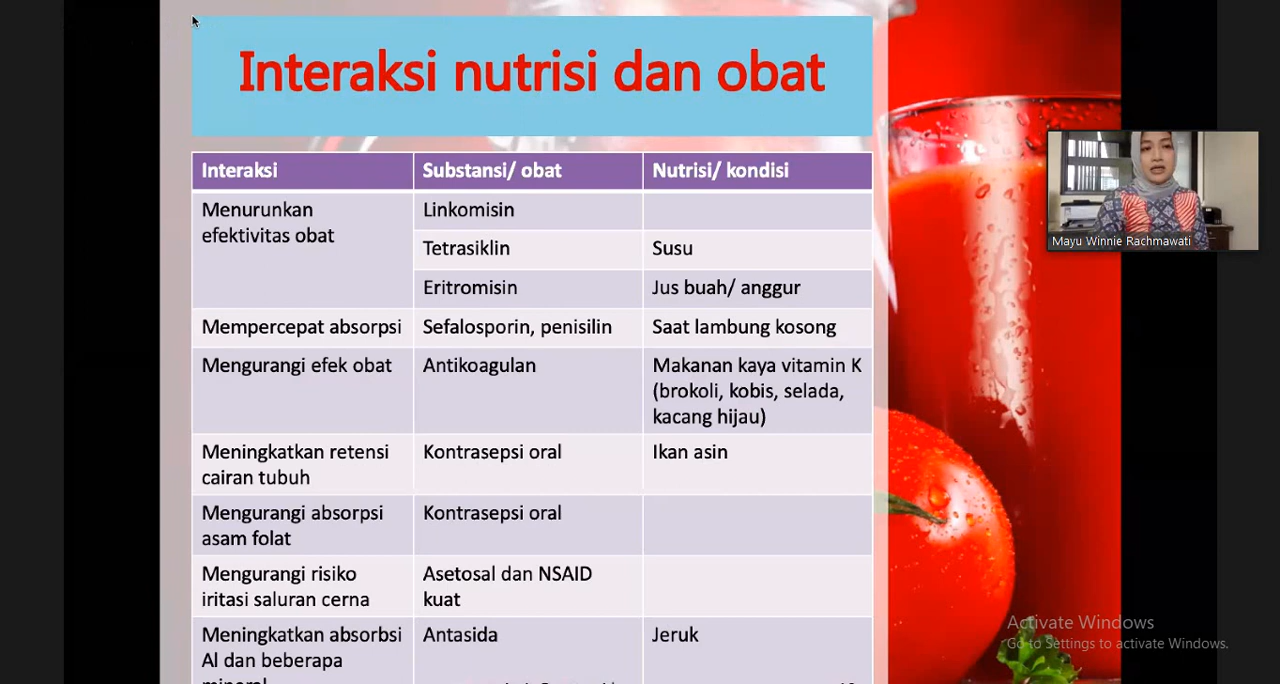 Interaksi nutrisi dan obat
Interaksi
Substansi/ obat
Nutrisi/ kondisi
Menurunkan
efektivitas obat
Linkomisin
Tetrasiklin
Susu
Eritromisin
Jus buah/ anggur
Mempercepat absorpsi
Sefalosporin, penisilin
Saat lambung kosong
Mengurangi efek obat
Antikoagulan
Makanan kaya vitamin K
(brokoli, kobis, selada,
kacang hijau)
Meningkatkan retensi
cairan tubuh
Kontrasepsi oral
Ikan asin
Mengurangi absorpsi
asam folat
Kontrasepsi oral
Mengurangi risiko
iritasi saluran cerna
Asetosal dan NSAID
kuat
Meningkatkan absorbsi
Al dan beberapa
Antasida
Jeruk
Mayu Winnie Rachmawati
Activate Windows
Go to Settings to activate Windows.